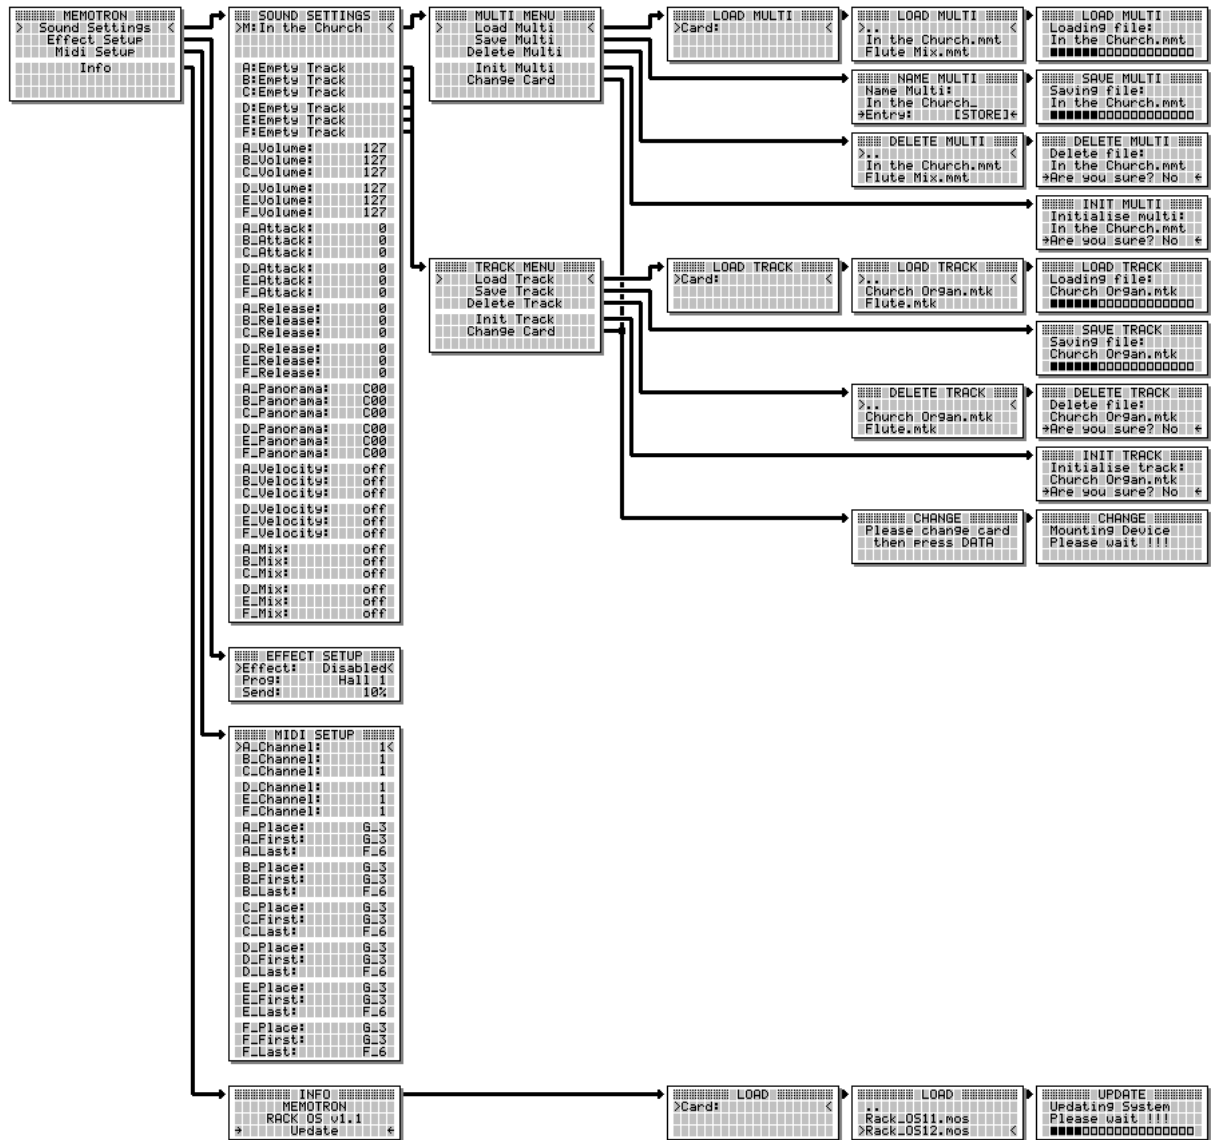 MEMOTRON
> Sound Settings <
Effect Setup
Midi Setup
Info
SOUND SETTINGS
>M:In the Church <
A:Empty Track
B:Empty Track
C:Empty Track
D:Empty Track
E:Empty Track
F:Empty Track
A_Volume: 127
B_Volume: 127
C_Volume: 127
D_Volume: 127
E_Volume: 127
F_Volume: 127
A_Attack: 0
B_Attack: 0
C_Attack: 0
D_Attack: 0
E_Attack: 0
F_Attack: 0
A_Release: 0
B_Release: 0
C_Release: 0
D_Release: 0
E_Release: 0
F_Release: 0
A_Panorama: C00
B_Panorama: C00
C_Panorama: C00
D_Panorama: C00
E_Panorama: C00
F_Panorama: C00
A_Velocity: off
B_Velocity: off
C_Velocity: off
D_Velocity: off
E_Velocity: off
F_Velocity: off
A_Mix: off
B_Mix: off
C_Mix: off
D_Mix: off
E_Mix: off
F_Mix: off
MULTI MENU
> Load Multi <
Save Multi
Delete Multi
Init Multi
Change Card
LOAD MULTI
>Card: <
LOAD MULTI
>.. <
In the Church.mmt
Flute Mix.mmt
LOAD MULTI
Loading file:
In the Church.mmt
NAME MULTI
Name Multi:
In the Church_
→Entry: [STORE]←
SAVE MULTI
Saving file:
In the Church.mmt
DELETE MULTI
>.. <
In the Church.mmt
Flute Mix.mmt
DELETE MULTI
Delete file:
In the Church.mmt
→Are you sure? No ←
INIT MULTI
Initialise multi:
In the Church.mmt
→Are you sure? No ←
TRACK MENU
> Load Track <
Save Track
Delete Track
Init Track
Change Card
LOAD TRACK
>Card: <
LOAD TRACK
>.. <
Church Organ.mtk
Flute.mtk
LOAD TRACK
Loading file:
Church Organ.mtk
SAVE TRACK
Saving file:
Church Organ.mtk
DELETE TRACK
>.. <
Church Organ.mtk
Flute.mtk
DELETE TRACK
Delete file:
Church Organ.mtk
→Are you sure? No ←
INIT TRACK
Initialise track:
Church Organ.mtk
→Are you sure? No ←
CHANGE
Please change card
then press DATA
CHANGE
Mounting Device
Please wait !!!
EFFECT SETUP
>Effect: Disabled<
Prog: Hall 1
Send: 10%
MIDI SETUP
>A_Channel: 1<
B_Channel: 1
C_Channel: 1
D_Channel: 1
E_Channel: 1
F_Channel: 1
A_Place: G_3
A_First: G_3
A_Last: F_6
B_Place: G_3
B_First: G_3
B_Last: F_6
C_Place: G_3
C_First: G_3
C_Last: F_6
D_Place: G_3
D_First: G_3
D_Last: F_6
E_Place: G_3
E_First: G_3
E_Last: F_6
F_Place: G_3
F_First: G_3
F_Last: F_6
INFO
MEMOTRON
RACK OS v1.1
→ Update ←
LOAD
>Card: <
LOAD
..
Rack_OS11.mos
>Rack_OS12.mos <
UPDATE
Updating System
Please wait !!!